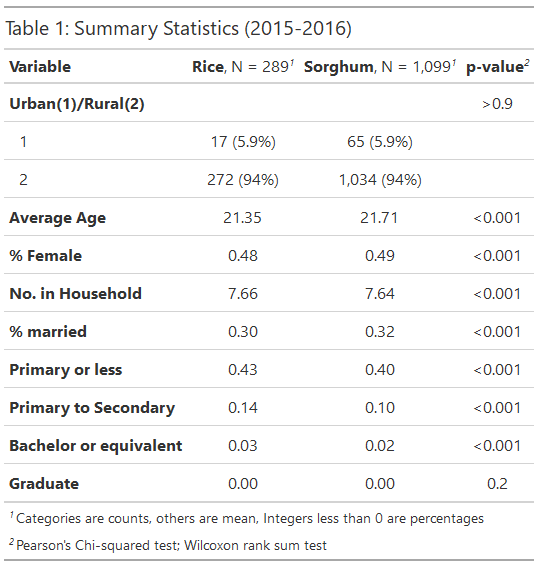 Table 1: Summary Statistics (2015-2016)
Variable Rice, N = 289¹ Sorghum, N = 1,099¹ p-value²
Urban(1)/Rural(2) >0.9
1 17 (5.9%) 65 (5.9%)
2 272 (94%) 1,034 (94%)
Average Age 21.35 21.71 <0.001
% Female 0.48 0.49 <0.001
No. in Household 7.66 7.64 <0.001
% married 0.30 0.32 <0.001
Primary or less 0.43 0.40 <0.001
Primary to Secondary 0.14 0.10 <0.001
Bachelor or equivalent 0.03 0.02 <0.001
Graduate 0.00 0.00 0.2
¹ Categories are counts, others are mean, Integers less than 0 are percentages
² Pearson's Chi-squared test; Wilcoxon rank sum test